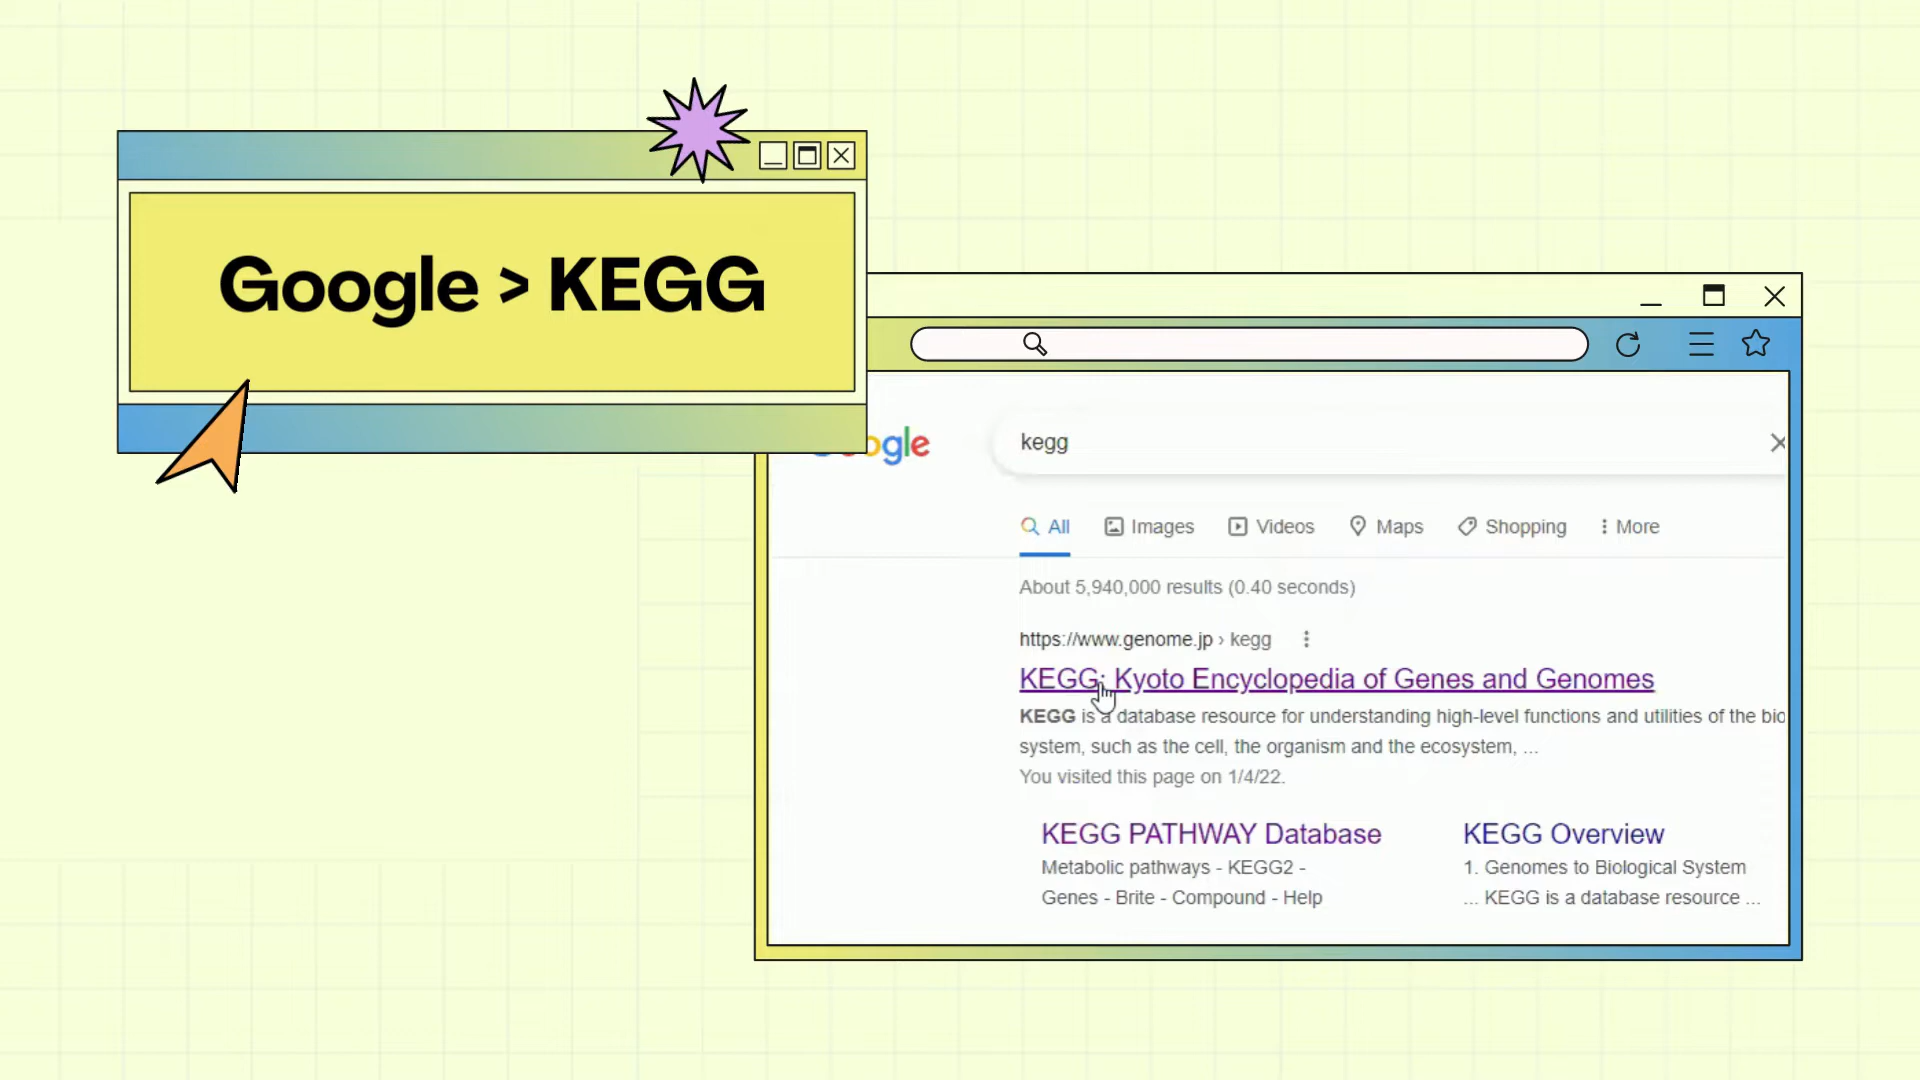 Google > KEGG
ogle
kegg
All Images Videos Maps Shopping More
About 5,940,000 results (0.40 seconds)
https://www.genome.jp › kegg
KEGG: Kyoto Encyclopedia of Genes and Genomes
KEGG is a database resource for understanding high-level functions and utilities of the bio
system, such as the cell, the organism and the ecosystem, ...
You visited this page on 1/4/22.
KEGG PATHWAY Database
Metabolic pathways - KEGG2 -
Genes - Brite - Compound - Help
KEGG Overview
1. Genomes to Biological System
... KEGG is a database resource ...